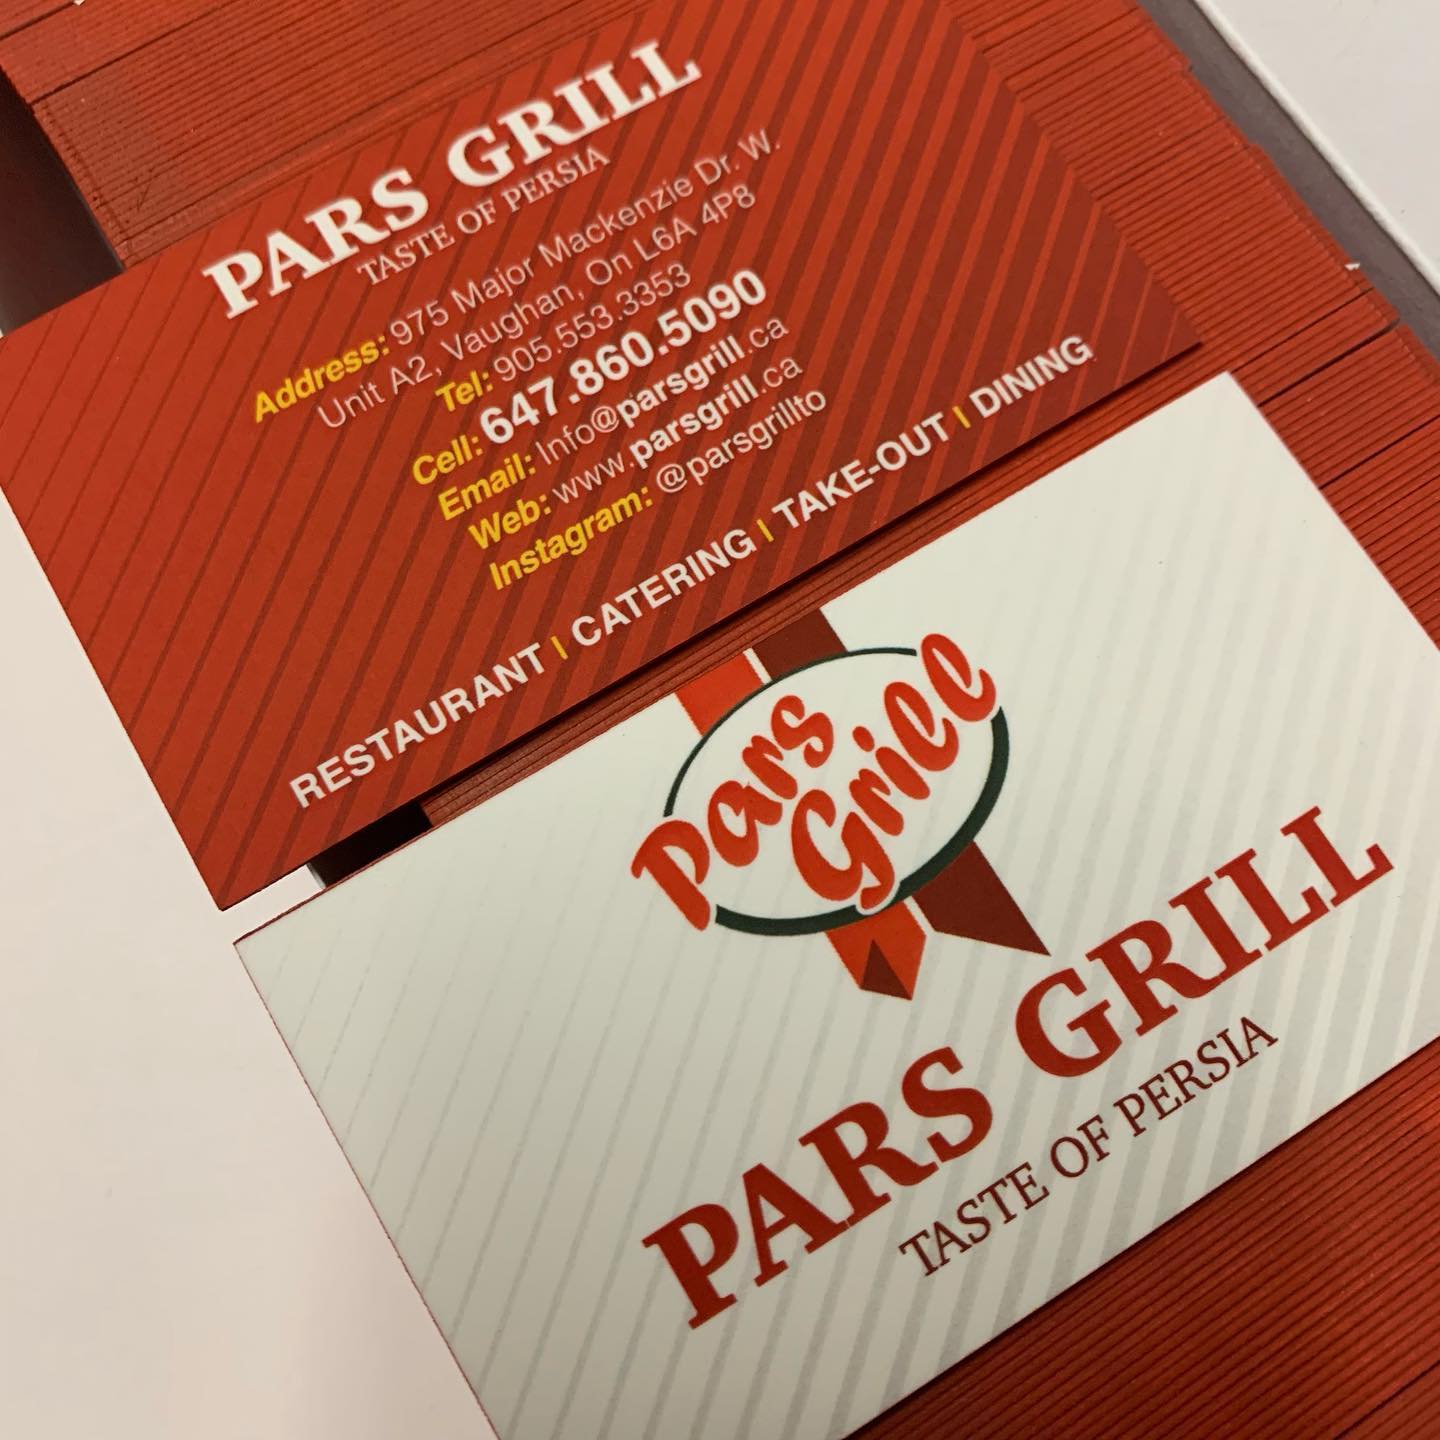 PARS GRILL
TASTE OF PERSIA
Address: 975 Major Mackenzie Dr. W.
Unit A2, Vaughan, On L6A 4P8
Tel: 905.553.3353
Cell: 647.860.5090
Email: Info@parsgrill.ca
Web: www.parsgrill.ca
Instagram: @parsgrillto
RESTAURANT | CATERING | TAKE-OUT | DINING
Pars
Grill
PARS GRILL
TASTE OF PERSIA